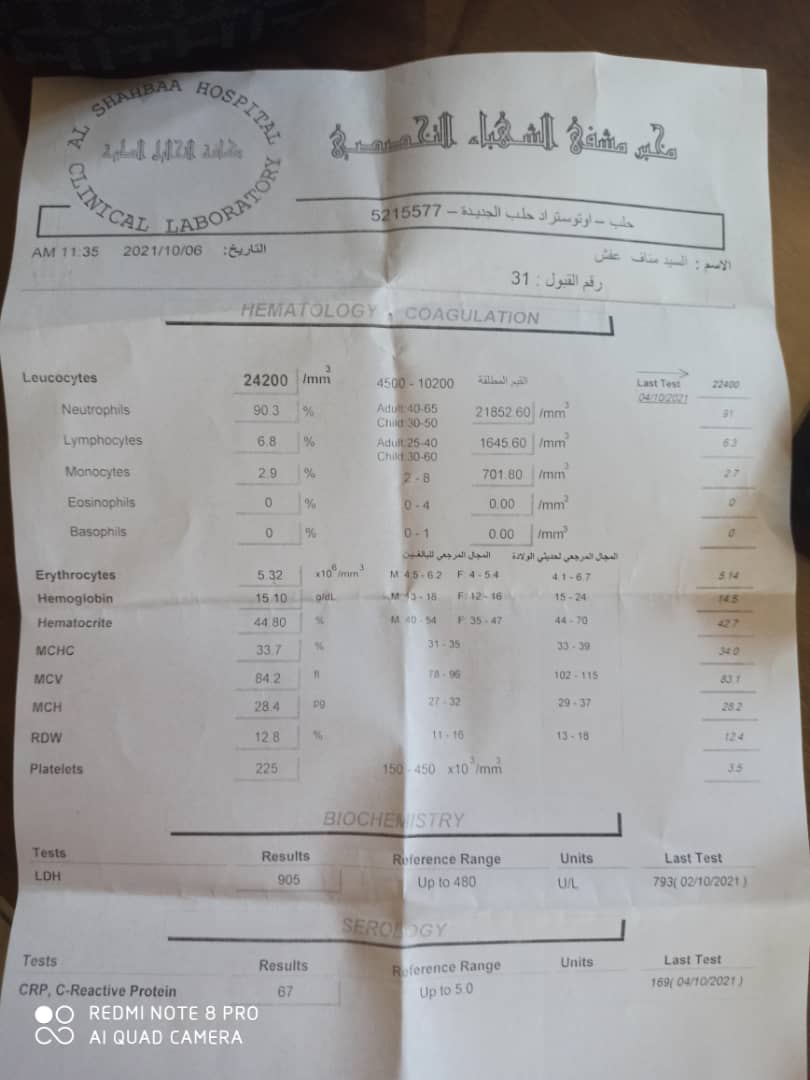 AL SHAHBAA HOSPITAL
CLINICAL LABORATORY
مخبر مشفى الشهباء التخصصي
حلب – اوتوستراد حلب الجديدة – 5215577
AM 11:35 2021/10/06 التاريخ:
الاسم : السيد مناف عفش
رقم القبول : 31
HEMATOLOGY , COAGULATION
Leucocytes 24200 /mm3 4500 - 10200 القيم المطلقة Last Test 22400
04/10/2021
Neutrophils 90.3 % Adult:40-65 21852.60 /mm3 91
Child:30-50
Lymphocytes 6.8 % Adult:25-40 1645.60 /mm3 6.3
Child:30-60
Monocytes 2.9 % 2 - 8 701.80 /mm3 2.7
Eosinophils 0 % 0 - 4 0.00 /mm3 0
Basophils 0 % 0 - 1 0.00 /mm3 0
المجال المرجعي للبالغين المجال المرجعي لحديثي الولادة
Erythrocytes 5.32 x106/mm3 M: 4.5 - 6.2 F: 4 - 5.4 4.1 - 6.7 5.14
Hemoglobin 15.10 g/dL M: 13 - 18 F: 12 - 16 15 - 24 14.5
Hematocrite 44.80 % M: 40 - 54 F: 35 - 47 44 - 70 42.7
MCHC 33.7 % 31 - 35 33 - 39 34.0
MCV 84.2 fl 78 - 96 102 - 115 83.1
MCH 28.4 pg 27 - 32 29 - 37 28.2
RDW 12.8 % 11 - 16 13 - 18 12.4
Platelets 225 150 - 450 x103/mm3 3.5
BIOCHEMISTRY
Tests Results Reference Range Units Last Test
LDH 905 Up to 480 U/L 793( 02/10/2021 )
SEROLOGY
Tests Results Reference Range Units Last Test
CRP, C-Reactive Protein 67 Up to 5.0 169( 04/10/2021 )
REDMI NOTE 8 PRO
AI QUAD CAMERA